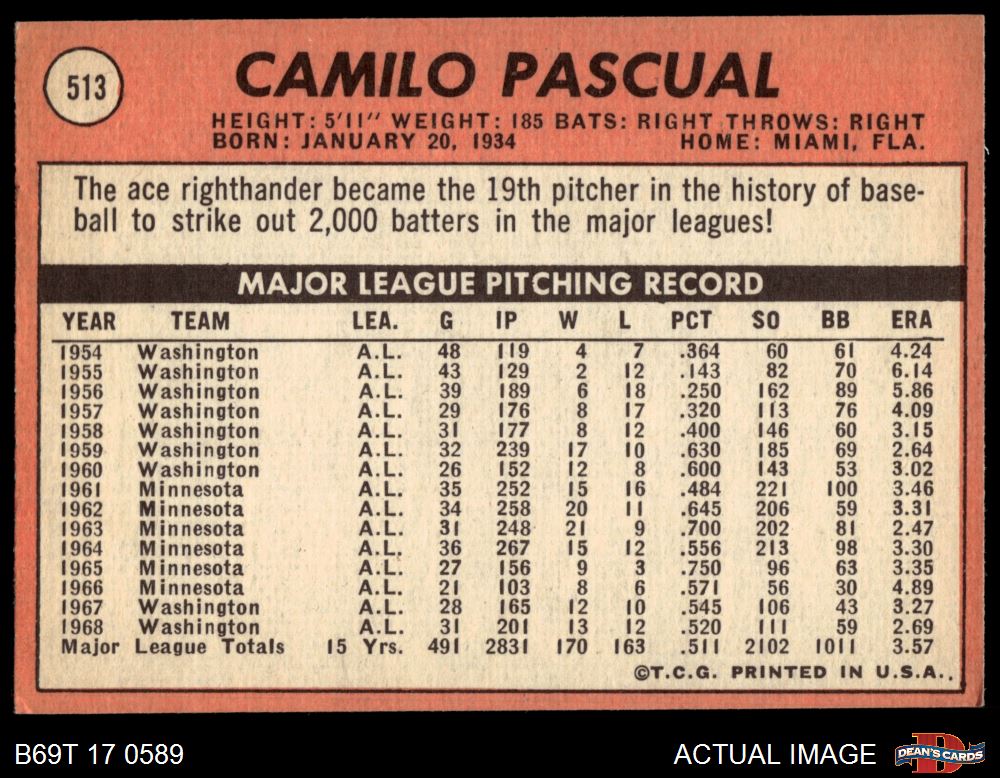 513
CAMILO PASCUAL
HEIGHT: 5'11" WEIGHT: 185 BATS: RIGHT THROWS: RIGHT
BORN: JANUARY 20, 1934 HOME: MIAMI, FLA.
The ace righthander became the 19th pitcher in the history of base-
ball to strike out 2,000 batters in the major leagues!
MAJOR LEAGUE PITCHING RECORD
YEAR TEAM LEA. G IP W L PCT SO BB ERA
1954 Washington A.L. 48 119 4 7 .364 60 61 4.24
1955 Washington A.L. 43 129 2 12 .143 82 70 6.14
1956 Washington A.L. 39 189 6 18 .250 162 89 5.86
1957 Washington A.L. 29 176 8 17 .320 113 76 4.09
1958 Washington A.L. 31 177 8 12 .400 146 60 3.15
1959 Washington A.L. 32 239 17 10 .630 185 69 2.64
1960 Washington A.L. 26 152 12 8 .600 143 53 3.02
1961 Minnesota A.L. 35 252 15 16 .484 221 100 3.46
1962 Minnesota A.L. 34 258 20 11 .645 206 59 3.31
1963 Minnesota A.L. 31 248 21 9 .700 202 81 2.47
1964 Minnesota A.L. 36 267 15 12 .556 213 98 3.30
1965 Minnesota A.L. 27 156 9 3 .750 96 63 3.35
1966 Minnesota A.L. 21 103 8 6 .571 56 30 4.89
1967 Washington A.L. 28 165 12 10 .545 106 43 3.27
1968 Washington A.L. 31 201 13 12 .520 111 59 2.69
Major League Totals 15 Yrs. 491 2831 170 163 .511 2102 1011 3.57
©T.C.G. PRINTED IN U.S.A.
B69T 17 0589 ACTUAL IMAGE
D
DEAN'S CARDS